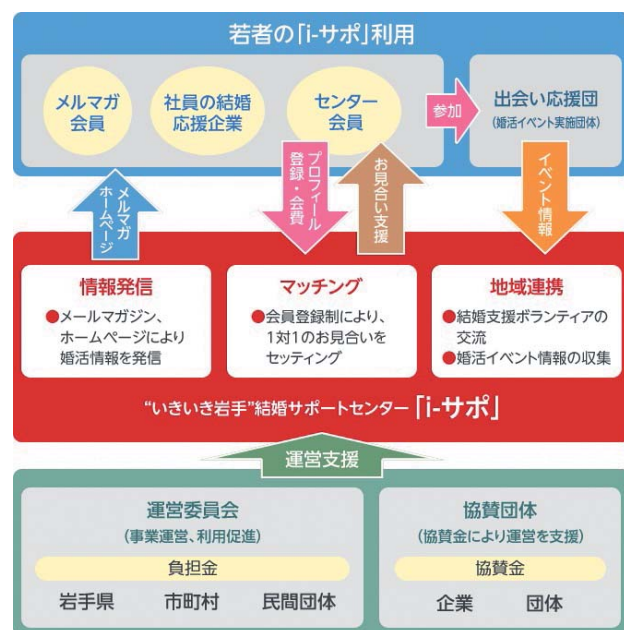 若者の「i-サポ」利用
メルマガ
会員
社員の結婚
応援企業
センター
会員
参加
出会い応援団
(婚活イベント実施団体)
メルマガ
ホームページ
プロフィール
登録・会費
お見合い支援
イベント情報
情報発信
●メールマガジン、
ホームページにより
婚活情報を発信
マッチング
●会員登録制により、
1対1のお見合いを
セッティング
地域連携
●結婚支援ボランティアの
交流
●婚活イベント情報の収集
“いきいき岩手”結婚サポートセンター「i-サポ」
運営支援
運営委員会
(事業運営、利用促進)
負担金
岩手県 市町村 民間団体
協賛団体
(協賛金により運営を支援)
協賛金
企業 団体